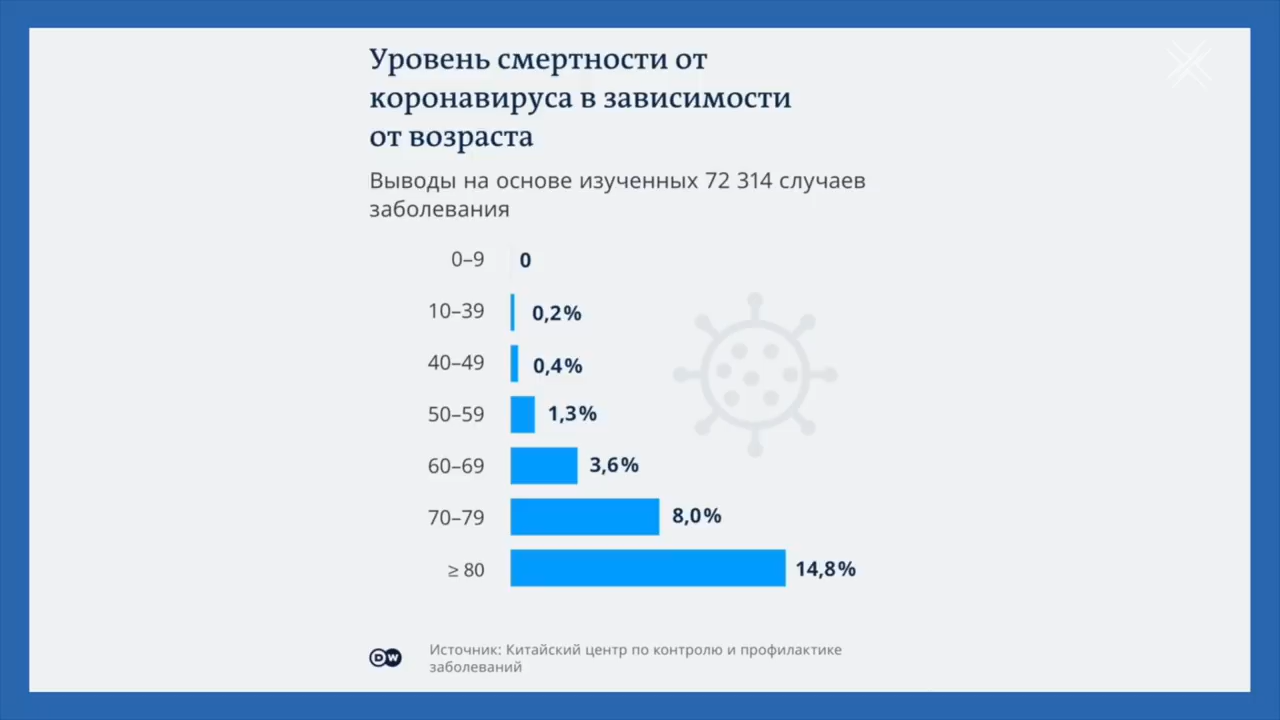 Уровень смертности от
коронавируса в зависимости
от возраста
Выводы на основе изученных 72 314 случаев
заболевания
0–9 0
10–39 0,2%
40–49 0,4%
50–59 1,3%
60–69 3,6%
70–79 8,0%
≥ 80 14,8%
DW
Источник: Китайский центр по контролю и профилактике
заболеваний